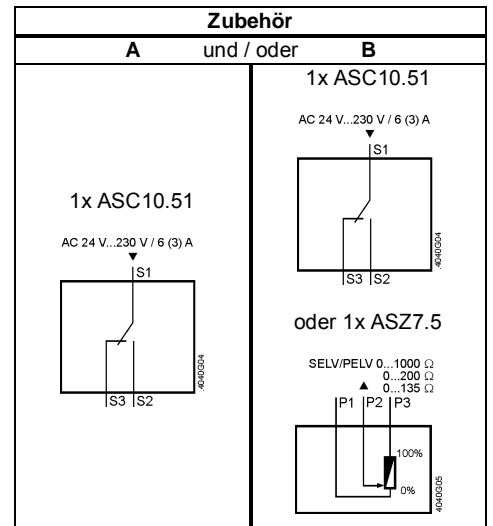 Zubehör
A und / oder B
1x ASC10.51
AC 24 V...230 V / 6 (3) A
S1
S3 S2
4040G04
1x ASC10.51
AC 24 V...230 V / 6 (3) A
S1
S3 S2
4040G04
oder 1x ASZ7.5
SELV/PELV 0...1000 Ω
0...200 Ω
0...135 Ω
P1 P2 P3
100%
0%
4040G05